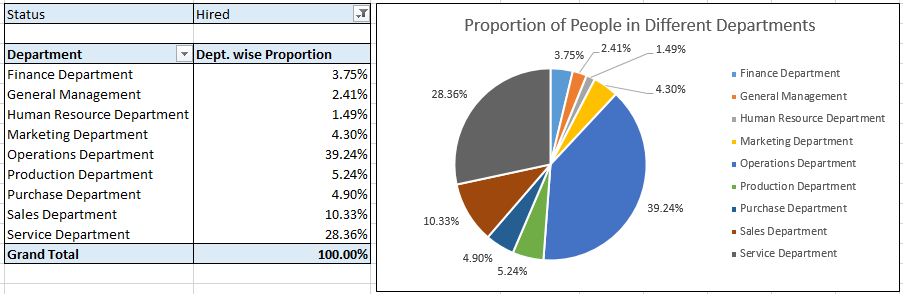 Status Hired
Department Dept. wise Proportion
Finance Department 3.75%
General Management 2.41%
Human Resource Department 1.49%
Marketing Department 4.30%
Operations Department 39.24%
Production Department 5.24%
Purchase Department 4.90%
Sales Department 10.33%
Service Department 28.36%
Grand Total 100.00%
Proportion of People in Different Departments
3.75%
2.41%
1.49%
4.30%
39.24%
5.24%
4.90%
10.33%
28.36%
Finance Department
General Management
Human Resource Department
Marketing Department
Operations Department
Production Department
Purchase Department
Sales Department
Service Department